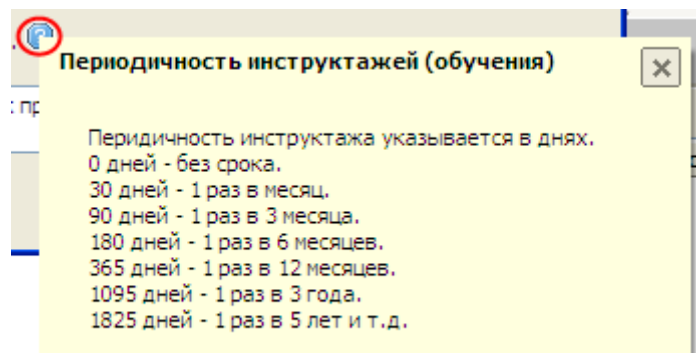 Периодичность инструктажей (обучения)
: пр
Перидичность инструктажа указывается в днях.
0 дней - без срока.
30 дней - 1 раз в месяц.
90 дней - 1 раз в 3 месяца.
180 дней - 1 раз в 6 месяцев.
365 дней - 1 раз в 12 месяцев.
1095 дней - 1 раз в 3 года.
1825 дней - 1 раз в 5 лет и т.д.